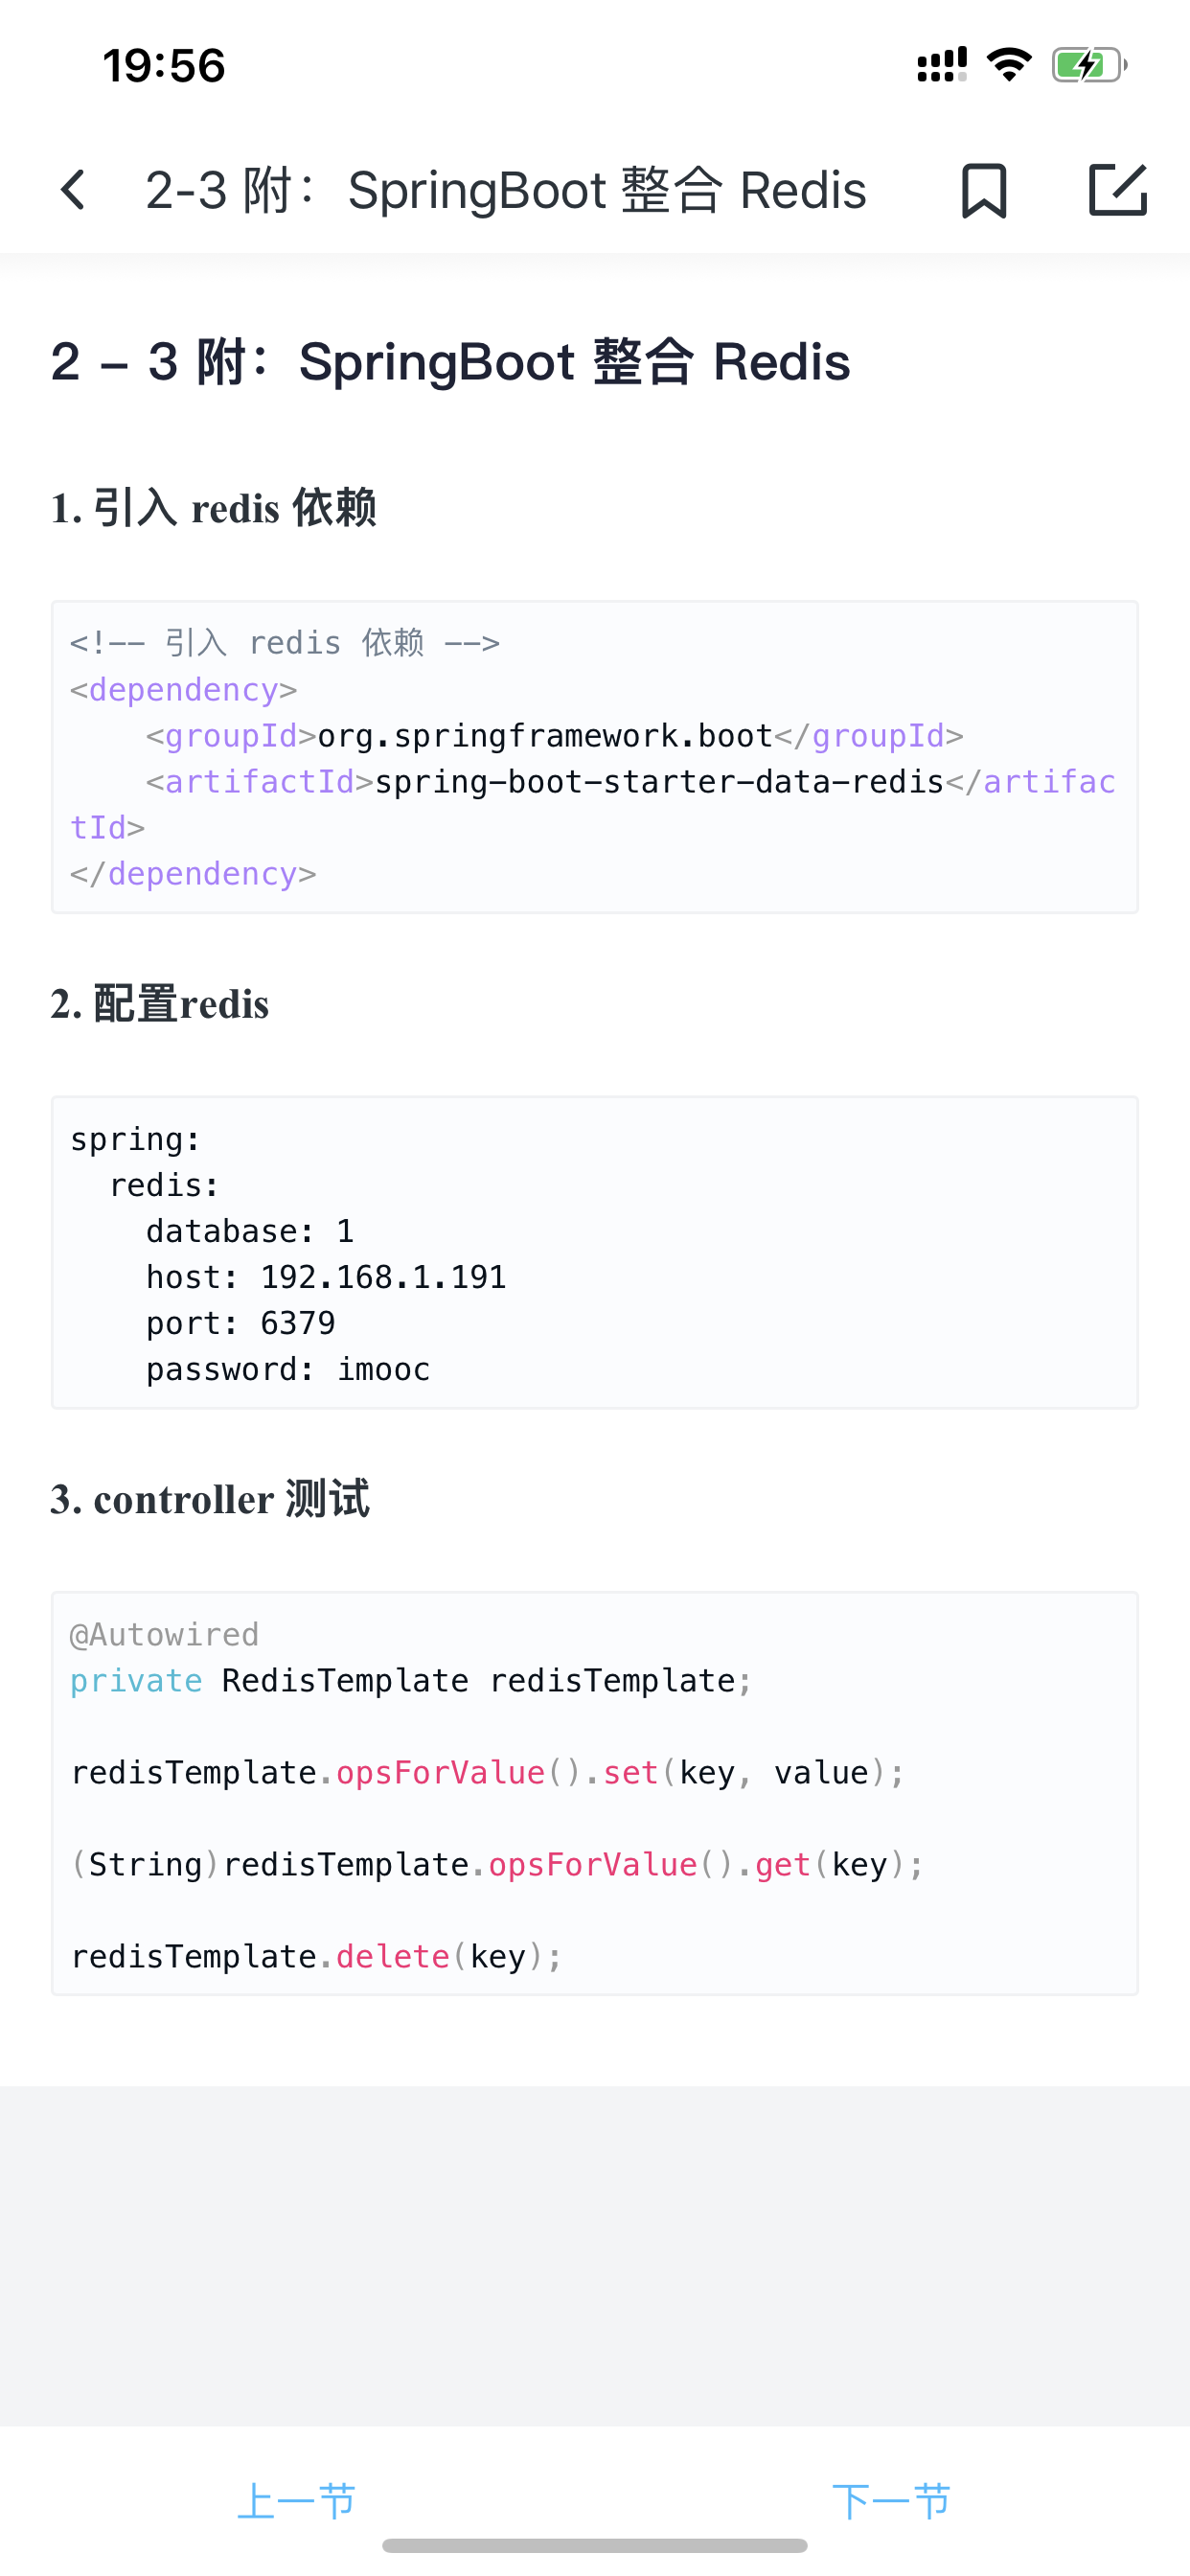 19:56
2-3 附：SpringBoot 整合 Redis
2 – 3 附：SpringBoot 整合 Redis
1. 引入 redis 依赖
<!-- 引入 redis 依赖 -->
<dependency>
    <groupId>org.springframework.boot</groupId>
    <artifactId>spring-boot-starter-data-redis</artifac
tId>
</dependency>
2. 配置redis
spring:
  redis:
    database: 1
    host: 192.168.1.191
    port: 6379
    password: imooc
3. controller 测试
@Autowired
private RedisTemplate redisTemplate;
redisTemplate.opsForValue().set(key, value);
(String)redisTemplate.opsForValue().get(key);
redisTemplate.delete(key);
上一节
下一节